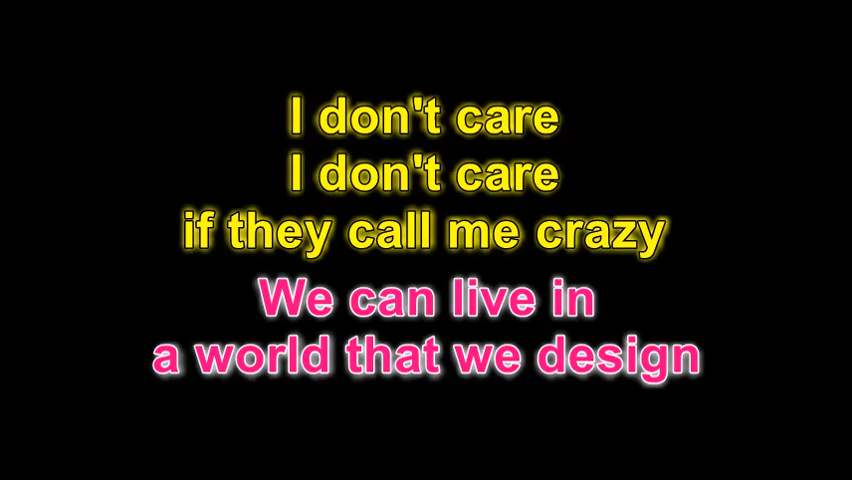 I don't care
I don't care
if they call me crazy
We can live in
a world that we design